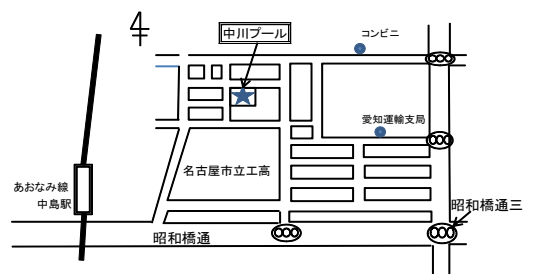 中川プール
コンビニ
愛知運輸支局
名古屋市立工高
あおなみ線
中島駅
昭和橋通三
昭和橋通